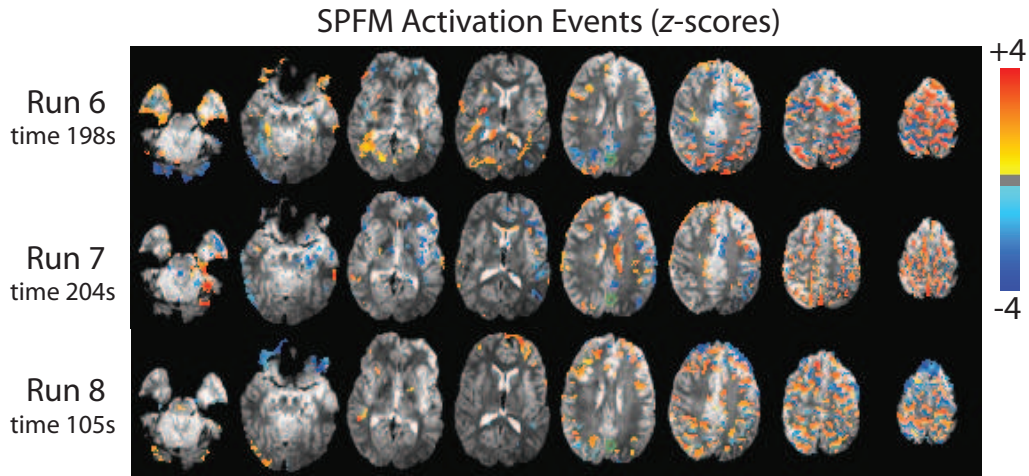 SPFM Activation Events (z-scores)
+4
Run 6
time 198s
Run 7
time 204s
-4
Run 8
time 105s